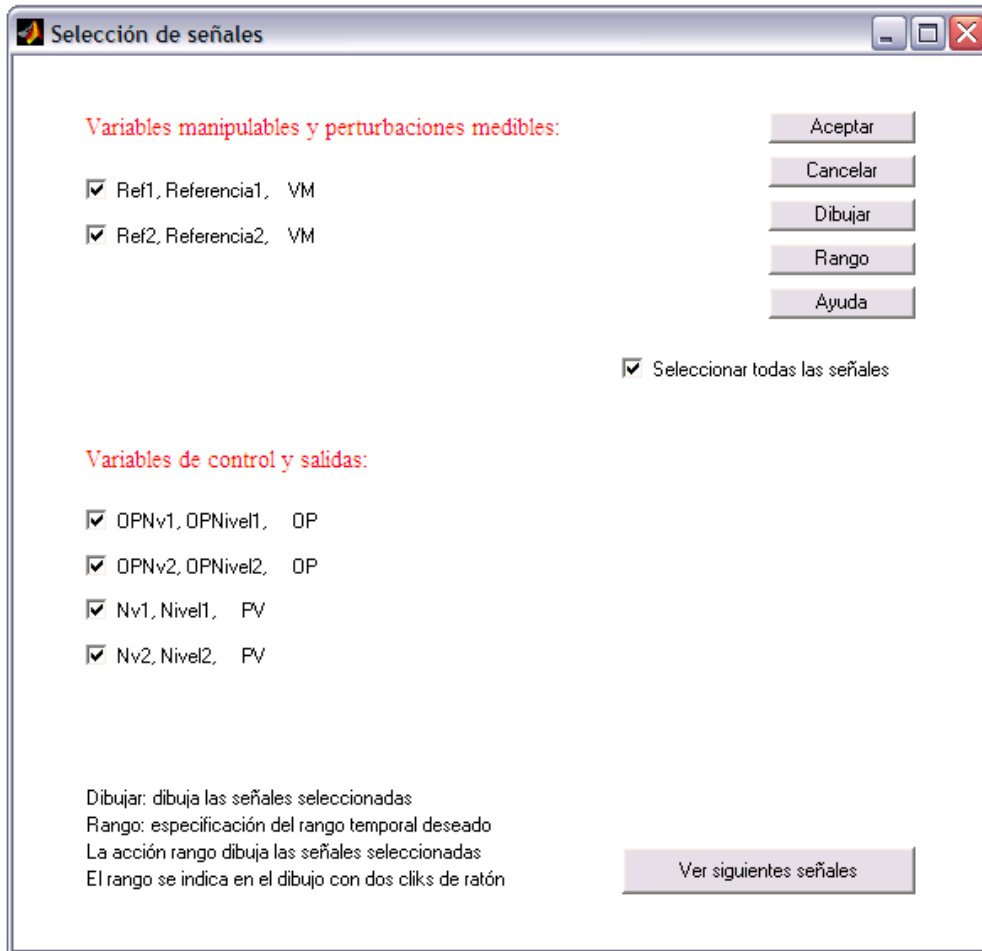 Selección de señales
Variables manipulables y perturbaciones medibles:
Ref1, Referencia1, VM
Ref2, Referencia2, VM
Aceptar
Cancelar
Dibujar
Rango
Ayuda
Seleccionar todas las señales
Variables de control y salidas:
OPNv1, OPNivel1, OP
OPNv2, OPNivel2, OP
Nv1, Nivel1, PV
Nv2, Nivel2, PV
Dibujar: dibuja las señales seleccionadas
Rango: especificación del rango temporal deseado
La acción rango dibuja las señales seleccionadas
El rango se indica en el dibujo con dos cliks de ratón
Ver siguientes señales